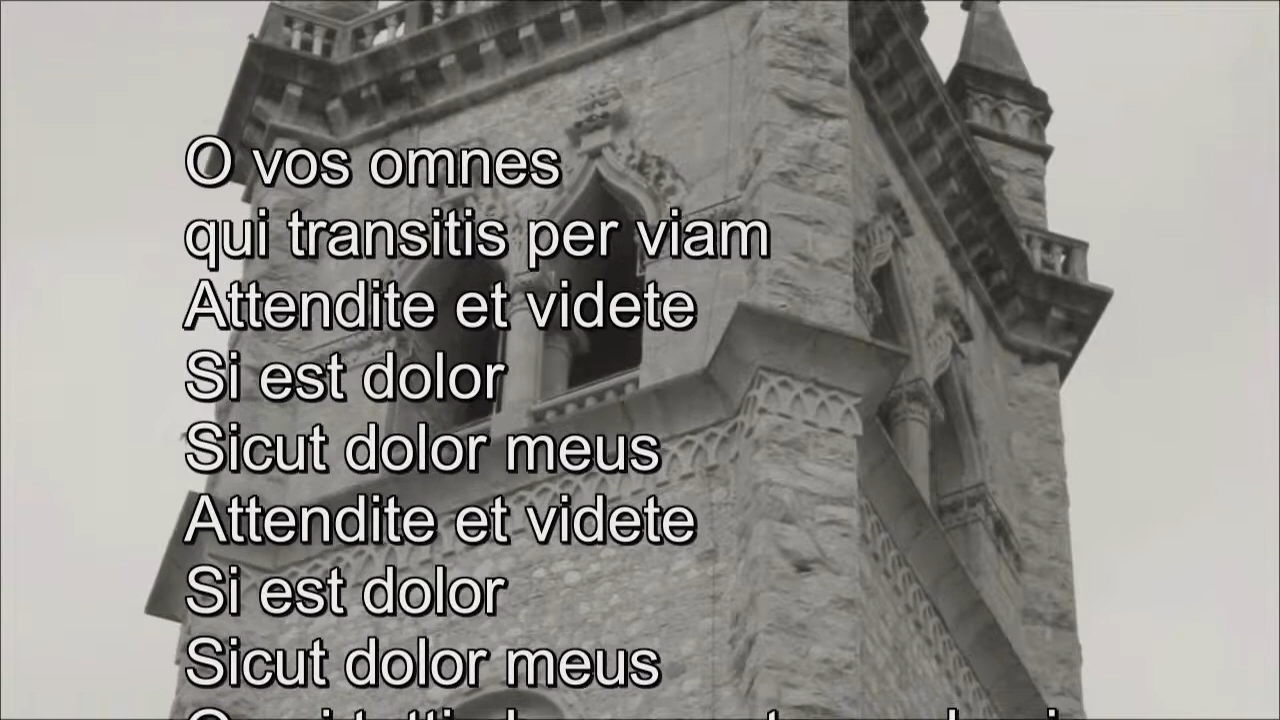 O vos omnes
qui transitis per viam
Attendite et videte
Si est dolor
Sicut dolor meus
Attendite et videte
Si est dolor
Sicut dolor meus